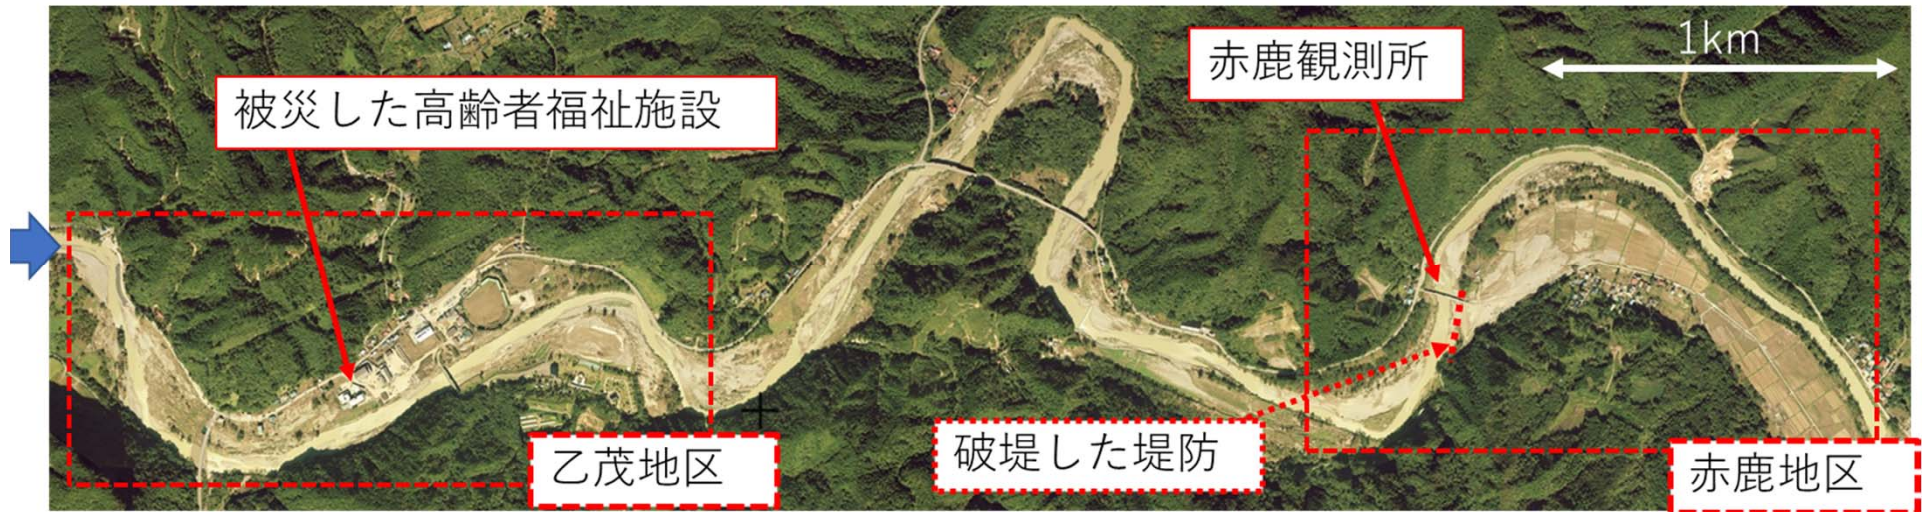 1km
赤鹿観測所
被災した高齢者福祉施設
破堤した堤防
乙茂地区
赤鹿地区